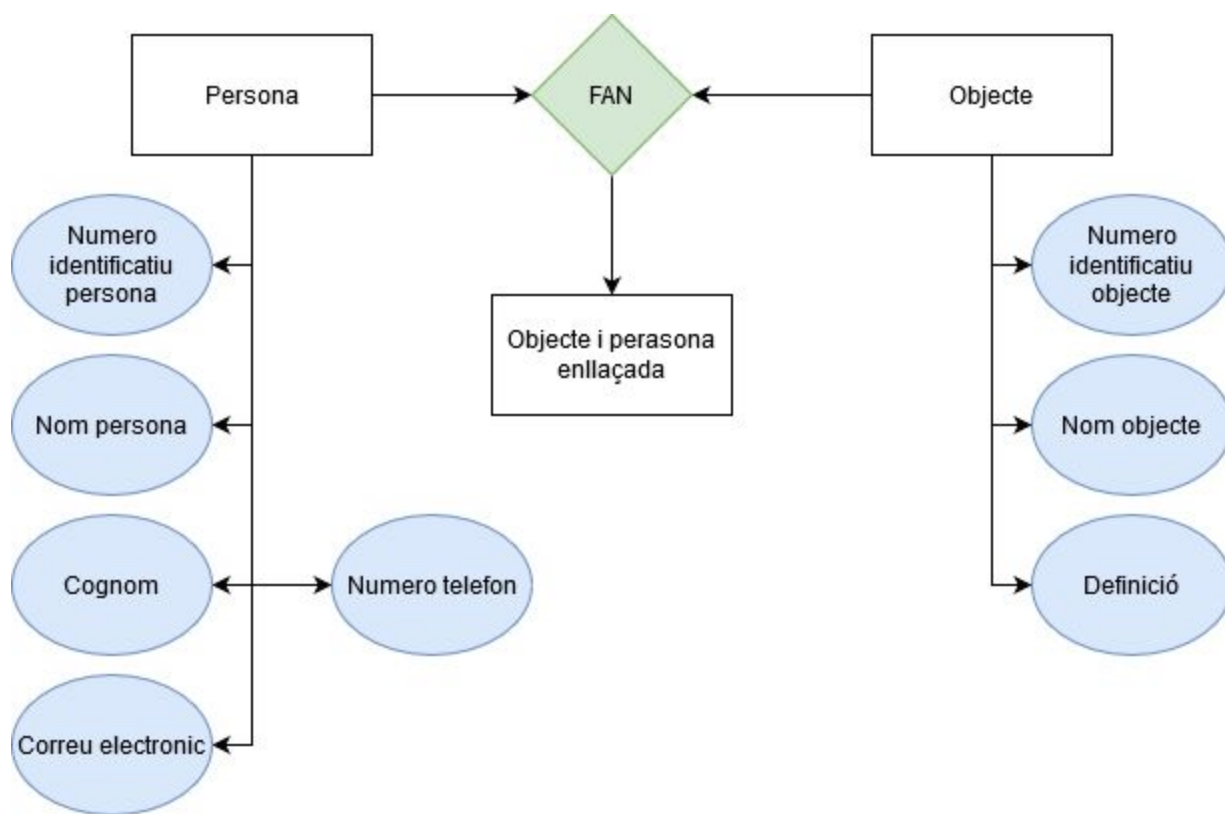 Persona
FAN
Objecte
Numero
identificatiu
persona
Numero
identificatiu
objecte
Objecte i perasona
enllaçada
Nom persona
Nom objecte
Cognom
Numero telefon
Definició
Correu electronic